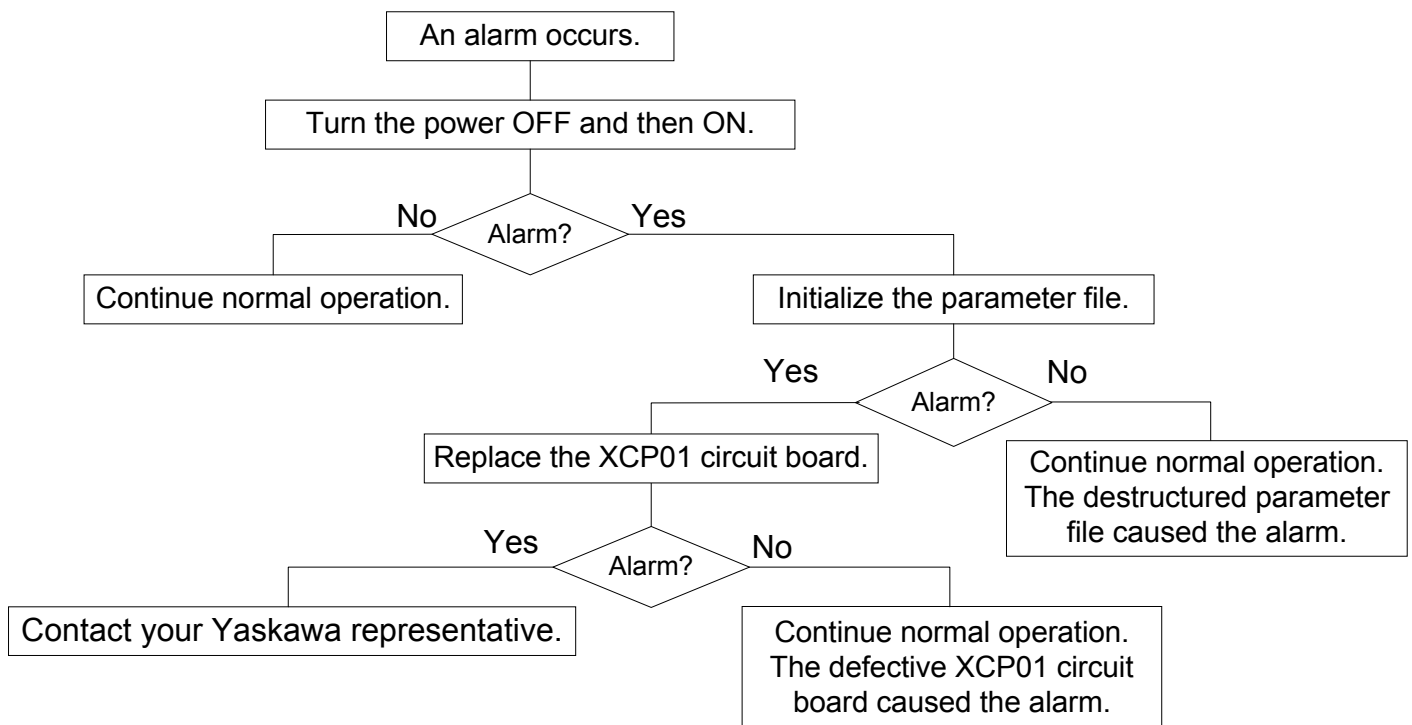 An alarm occurs.
Turn the power OFF and then ON.
No
Yes
Alarm?
Continue normal operation.
Initialize the parameter file.
Yes
No
Alarm?
Replace the XCP01 circuit board.
Continue normal operation.
The destructured parameter
file caused the alarm.
Yes
No
Alarm?
Contact your Yaskawa representative.
Continue normal operation.
The defective XCP01 circuit
board caused the alarm.